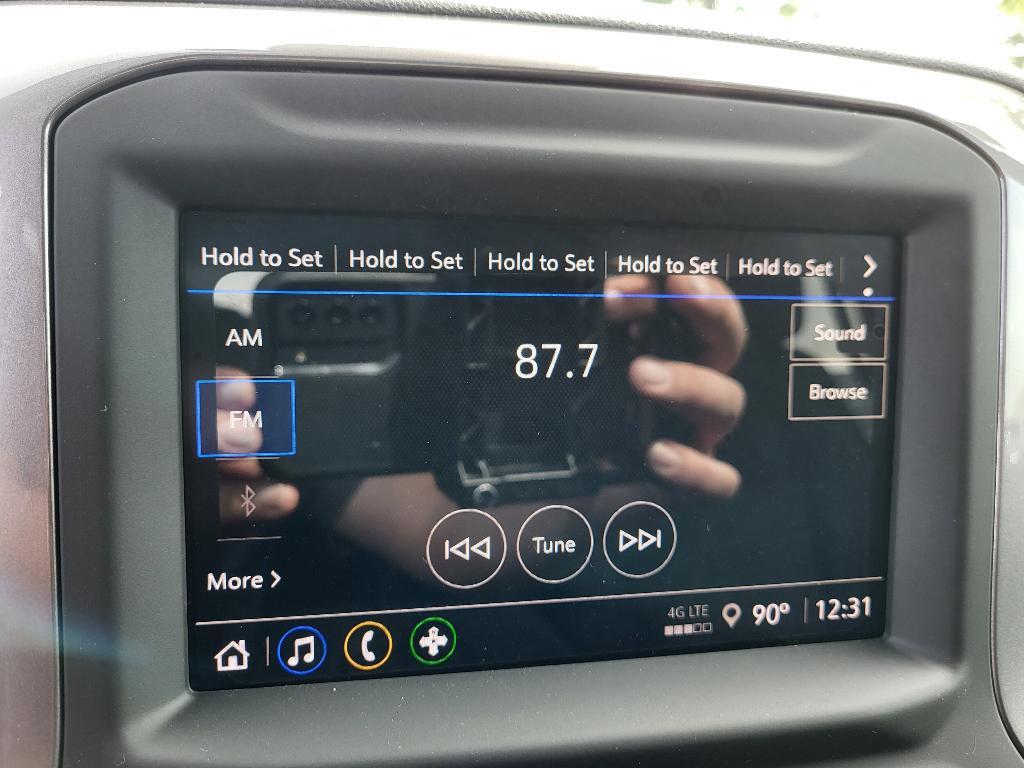 Hold to Set Hold to Set Hold to Set Hold to Set Hold to Set
AM
87.7
Sound
FM
Browse
Tune
More
4G LTE
90° 12:31